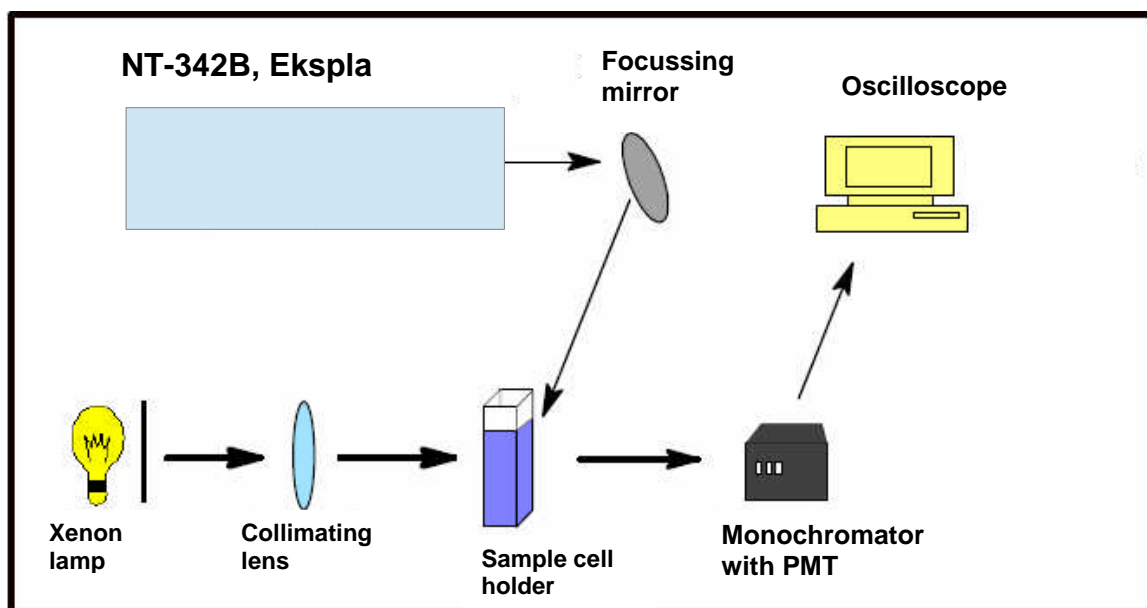 NT-342B, Ekspla
Focussing
mirror
Oscilloscope
Xenon
lamp
Collimating
lens
Sample cell
holder
Monochromator
with PMT